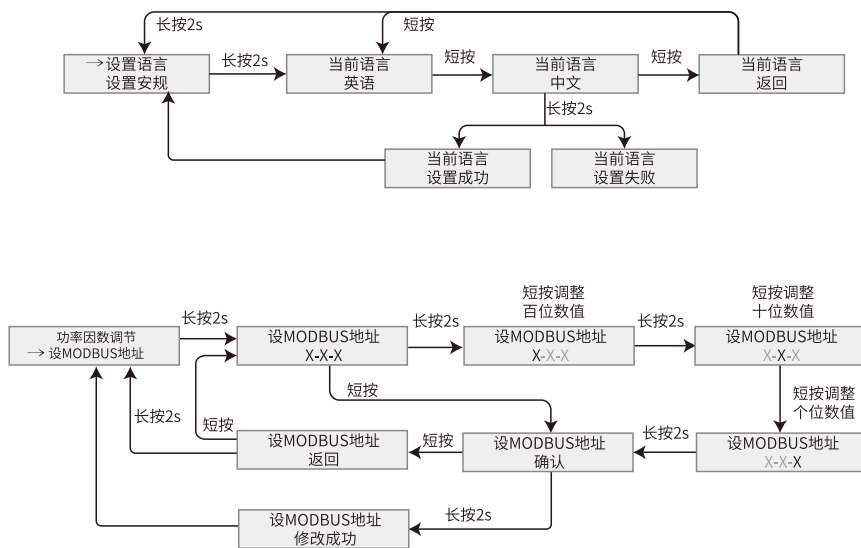 长按2s
短按
→设置语言
设置安规
长按2s
当前语言
英语
短按
当前语言
中文
短按
当前语言
返回
长按2s
当前语言
设置成功
当前语言
设置失败
短按调整
百位数值
短按调整
十位数值
功率因数调节
→ 设MODBUS地址
长按2s
设MODBUS地址
X-X-X
长按2s
设MODBUS地址
X-X-X
长按2s
设MODBUS地址
X-X-X
短按
短按调整
个位数值
长按2s
短按
设MODBUS地址
返回
短按
设MODBUS地址
确认
长按2s
设MODBUS地址
X-X-X
设MODBUS地址
修改成功
长按2s